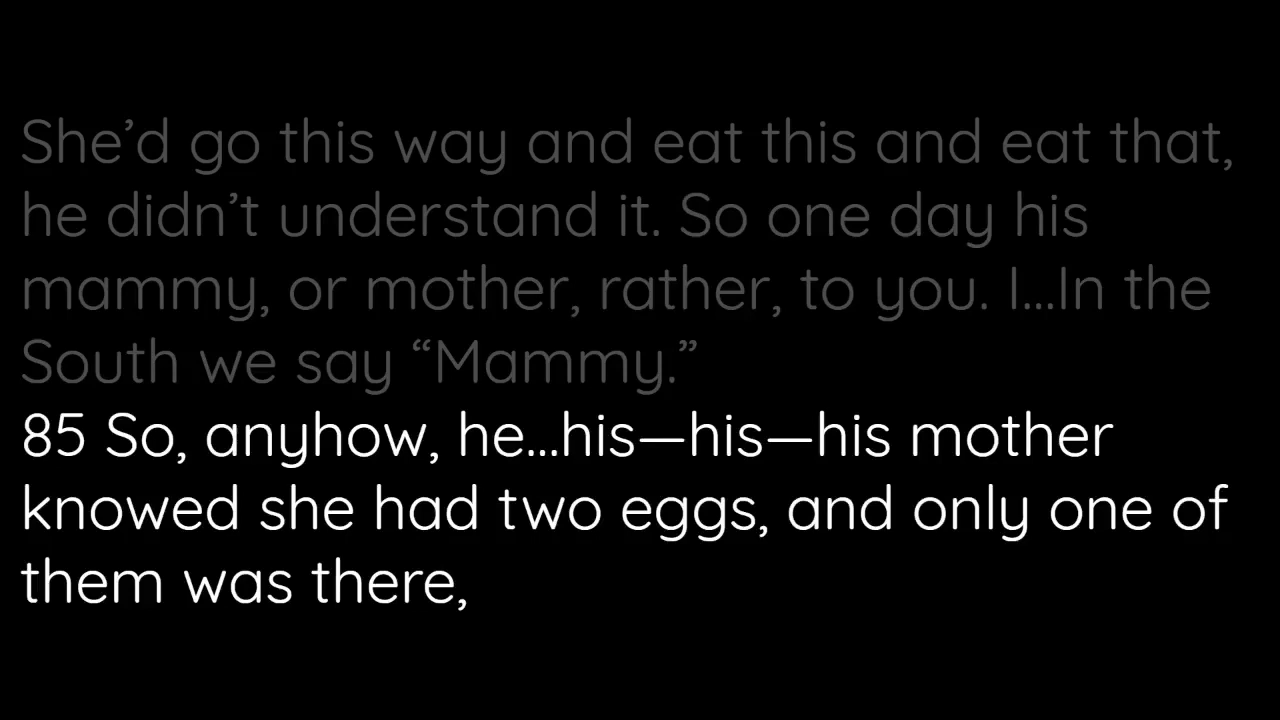 She’d go this way and eat this and eat that,
he didn’t understand it. So one day his
mammy, or mother, rather, to you. I...In the
South we say “Mammy.”
85 So, anyhow, he...his—his—his mother
knowed she had two eggs, and only one of
them was there,